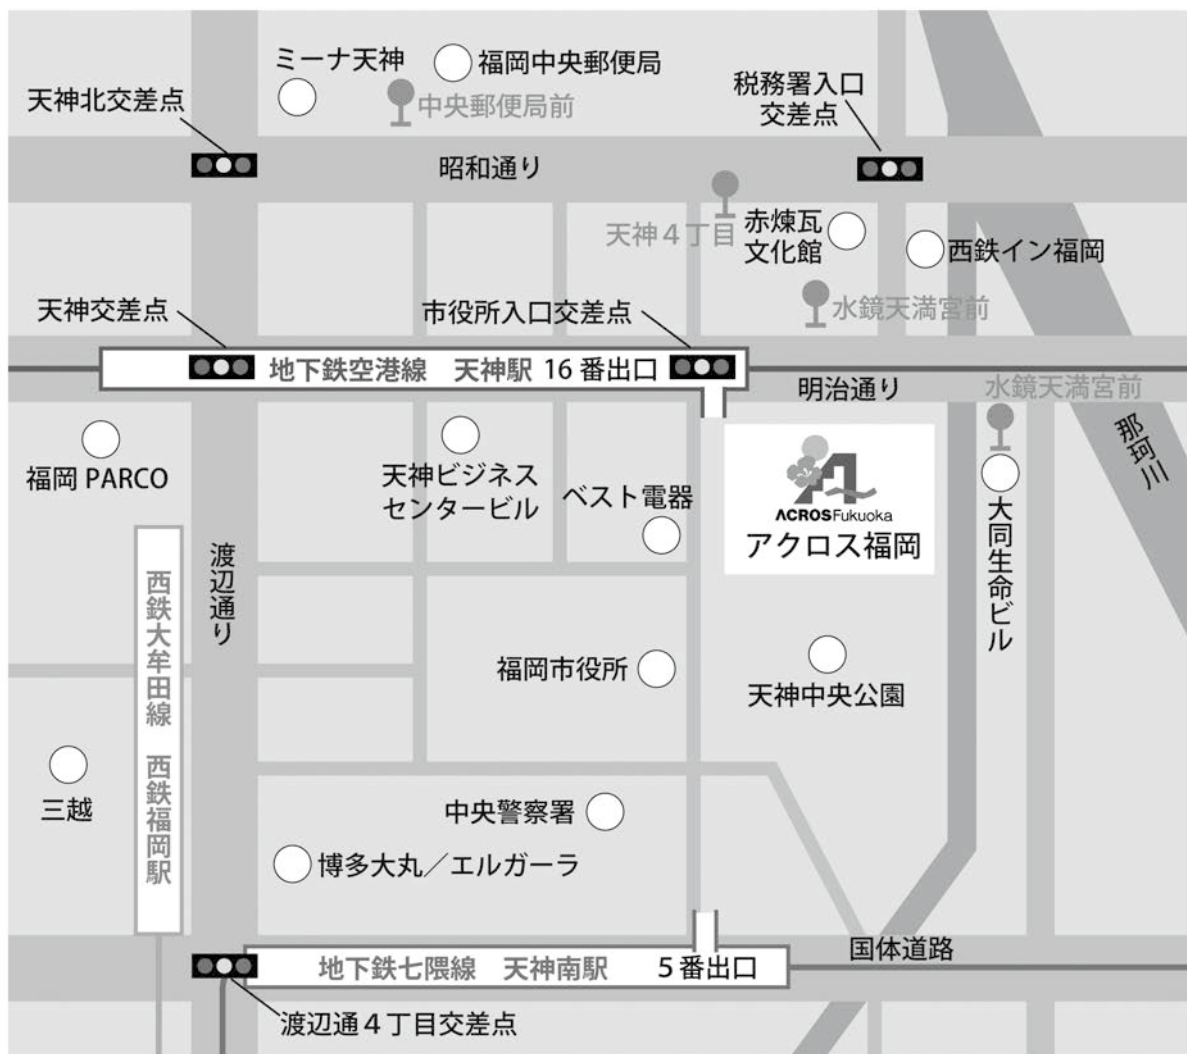 ミーナ天神
福岡中央郵便局
天神北交差点
中央郵便局前
税務署入口
交差点
昭和通り
天神4丁目
赤煉瓦
文化館
西鉄イン福岡
水鏡天満宮前
天神交差点
市役所入口交差点
地下鉄空港線 天神駅 16番出口
明治通り
水鏡天満宮前
那珂川
福岡PARCO
天神ビジネス
センタービル
ベスト電器
ACROS Fukuoka
アクロス福岡
大同生命ビル
渡辺通り
西鉄大牟田線 西鉄福岡駅
福岡市役所
天神中央公園
三越
中央警察署
博多大丸/エルガーラ
国体道路
地下鉄七隈線 天神南駅 5番出口
渡辺通4丁目交差点